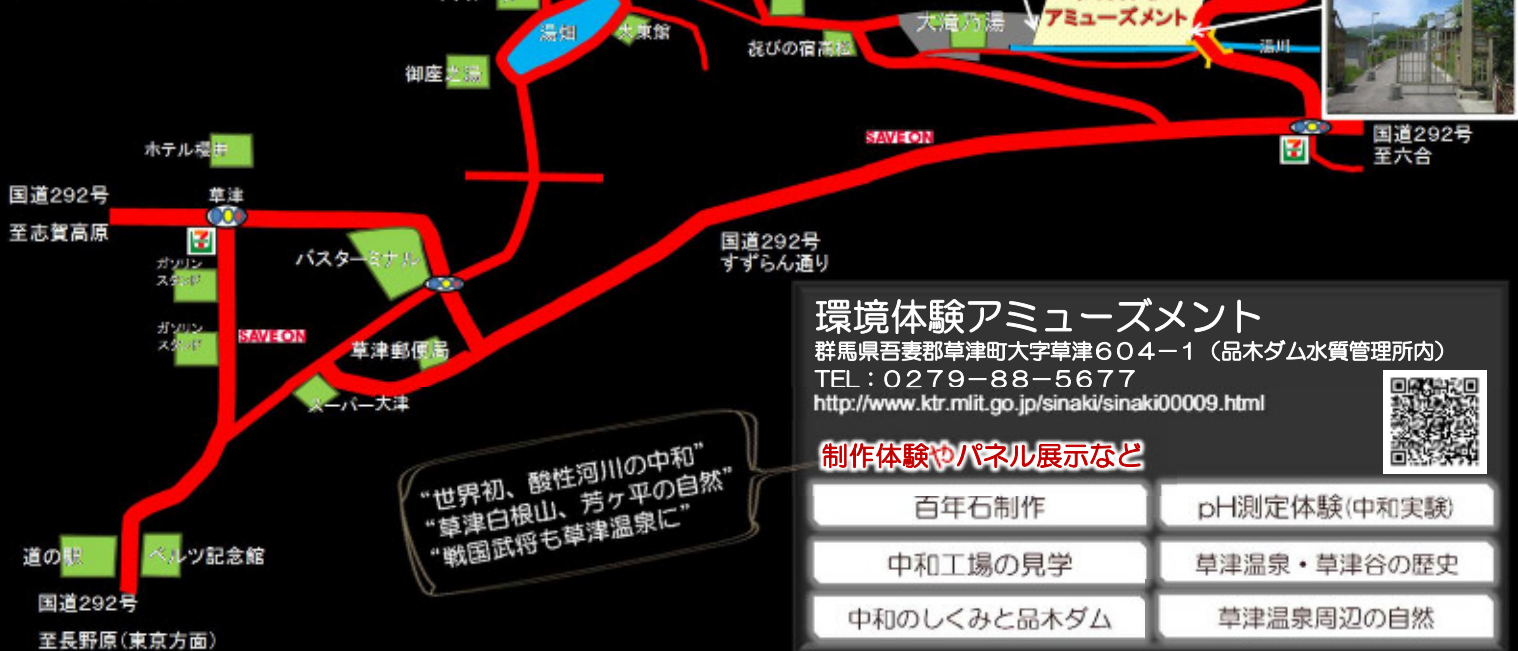 アミューズメント
湯畑
大東館
大滝乃湯
喜びの宿高松
湯川
御座之湯
SAVE ON
国道292号
至六合
ホテル櫻井
国道292号
草津
至志賀高原
バスターミナル
ガソリン
スタンド
国道292号
すずらん通り
ガソリン
スタンド
SAVE ON
草津郵便局
スーパー大津
環境体験アミューズメント
群馬県吾妻郡草津町大字草津604-1（品木ダム水質管理所内）
TEL：0279-88-5677
http://www.ktr.mlit.go.jp/sinaki/sinaki00009.html
“世界初、酸性河川の中和”
“草津白根山、芳ヶ平の自然”
“戦国武将も草津温泉に”
制作体験やパネル展示など
百年石制作
pH測定体験(中和実験)
中和工場の見学
草津温泉・草津谷の歴史
中和のしくみと品木ダム
草津温泉周辺の自然
道の駅
ベルツ記念館
国道292号
至長野原(東京方面)